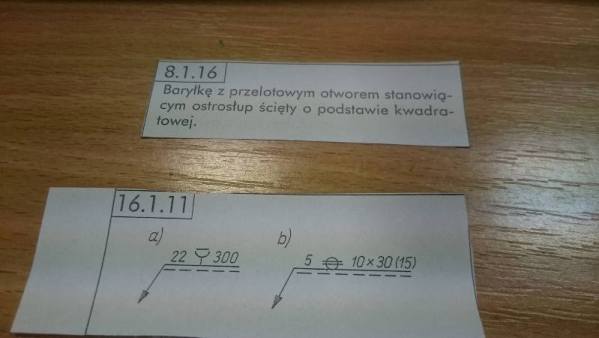 8.1.16
Baryłkę z przelotowym otworem stanowią-
cym ostrosłup ścięty o podstawie kwadra-
towej.
16.1.11
a)
22 300
b)
5 10×30(15)